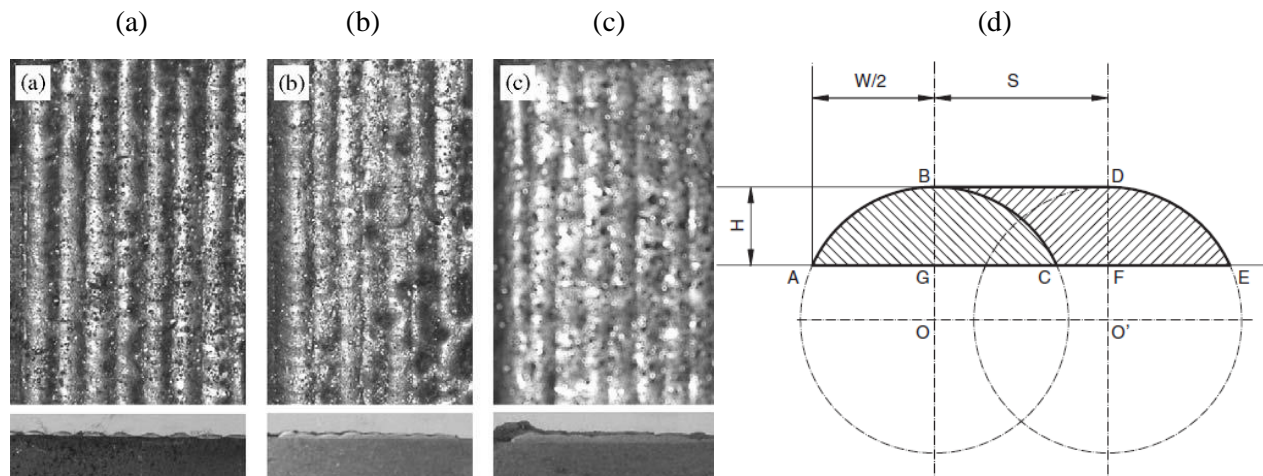 (a) (b) (c) (d)
(a) (b) (c)
W/2 S
B D
H
A G C F E
O O'